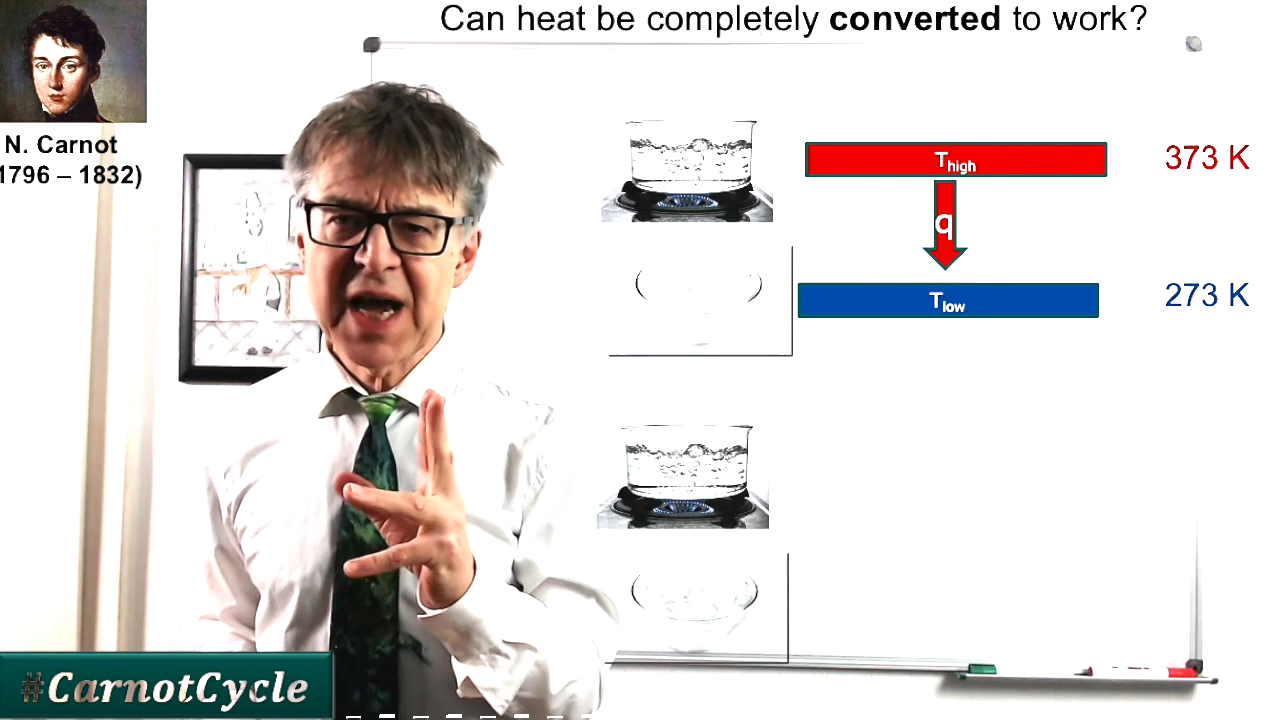 Can heat be completely converted to work?
N. Carnot
1796 – 1832)
Thigh
373 K
q
Tlow
273 K
#CarnotCycle